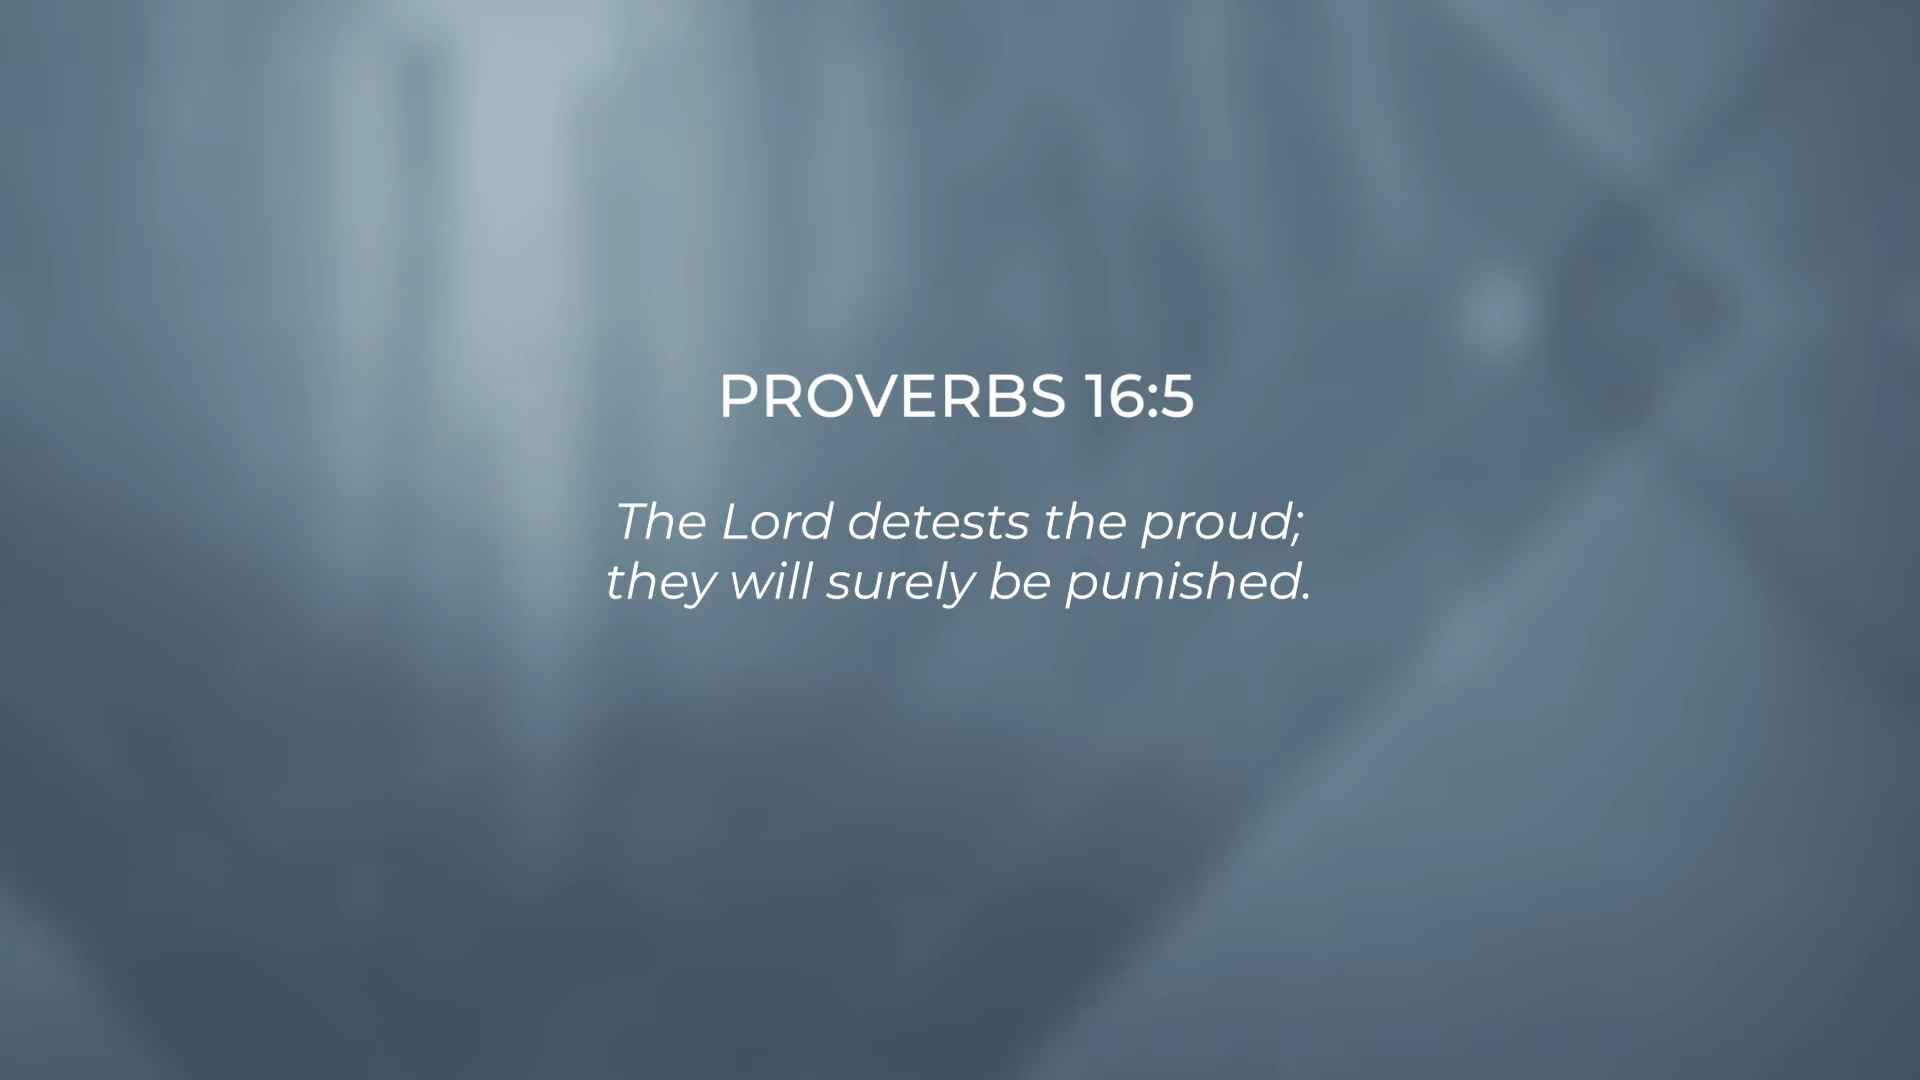 PROVERBS 16:5
The Lord detests the proud;
they will surely be punished.